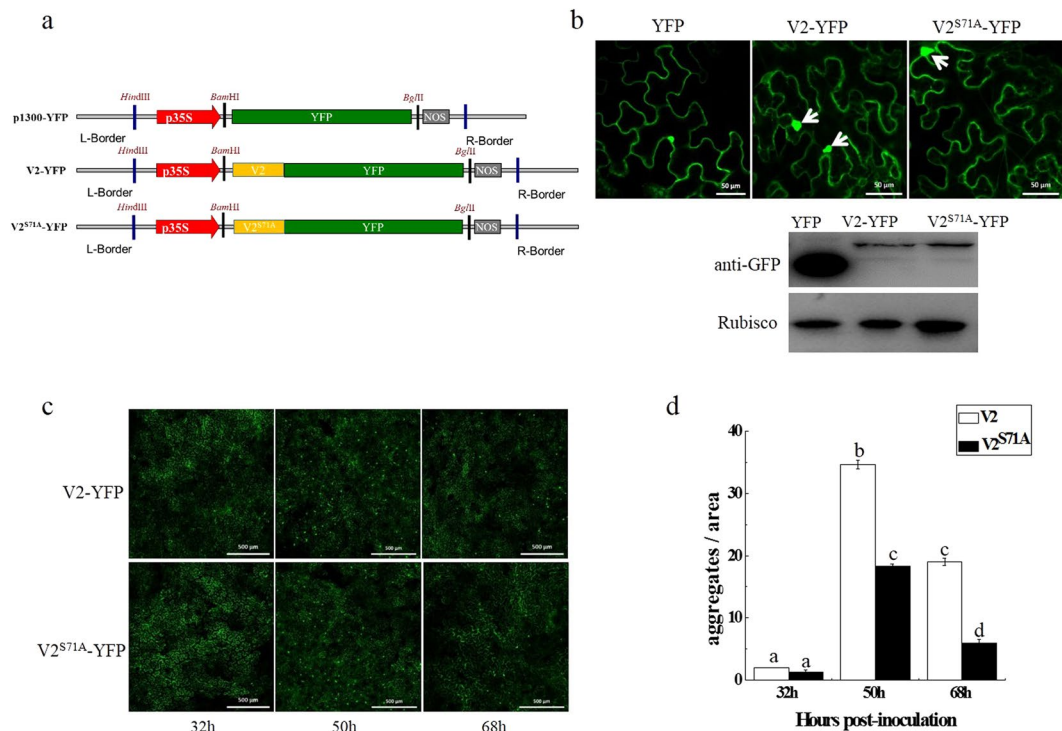 a
HindIII
BamHI
BglII
p1300-YFP
p35S
YFP
NOS
L-Border
R-Border
HindIII
BamHI
BglII
V2-YFP
p35S
V2
YFP
NOS
L-Border
R-Border
HindIII
BamHI
BglII
V2S71A-YFP
p35S
V2S71A
YFP
NOS
L-Border
R-Border
b
YFP V2-YFP V2S71A-YFP
50 μm 50 μm 50 μm
YFP V2-YFP V2S71A-YFP
anti-GFP
Rubisco
c
V2-YFP
500 μm 500 μm 500 μm
V2S71A-YFP
500 μm 500 μm 500 μm
32h 50h 68h
d
V2
V2S71A
aggregates / area
40
30
20
10
0
a a b c c d
32h 50h 68h
Hours post-inoculation